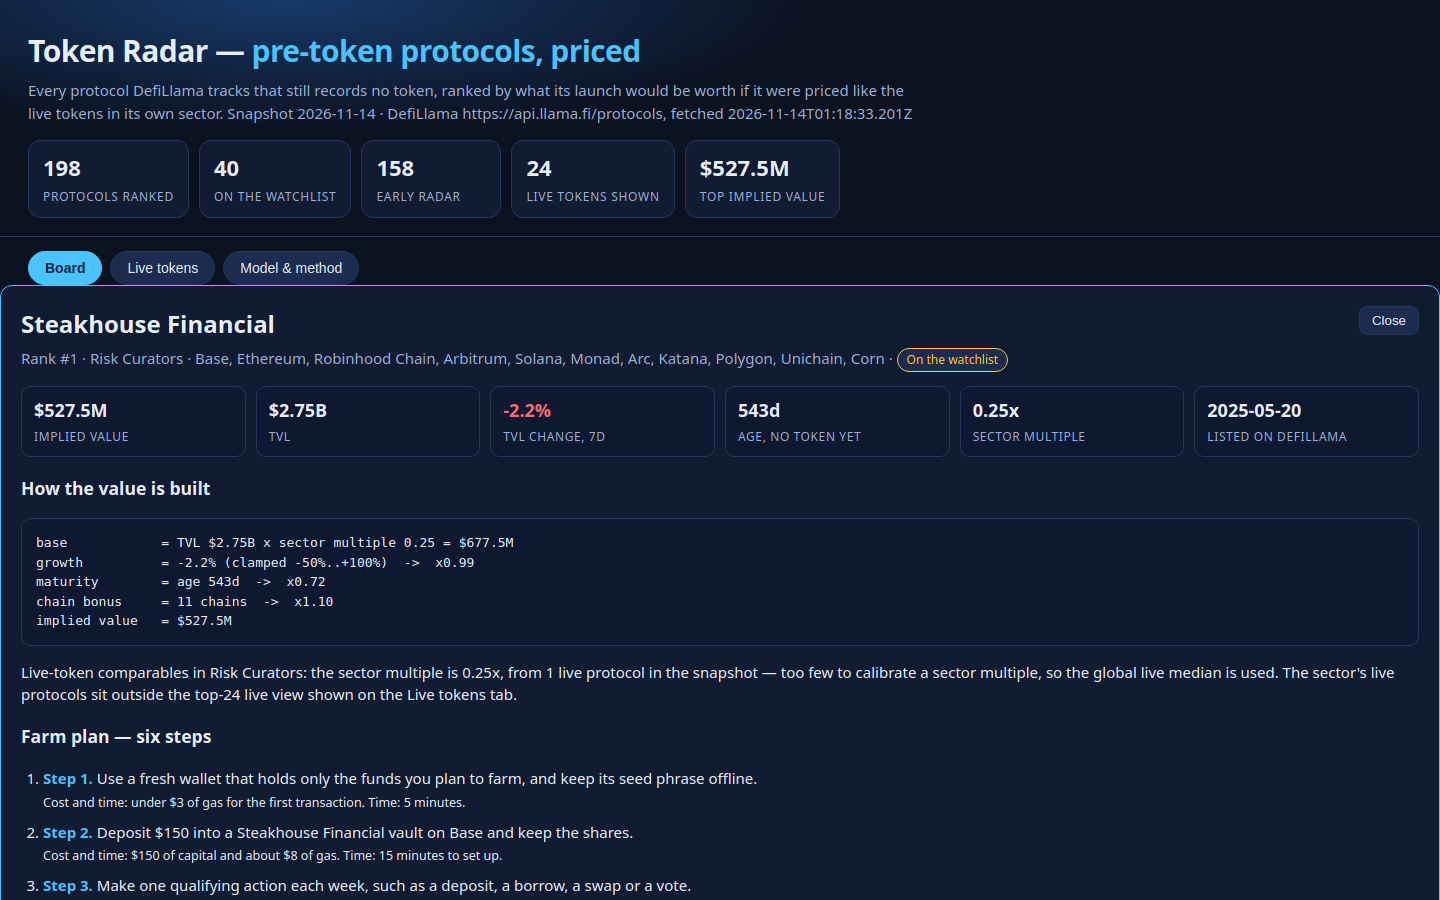 Token Radar — pre-token protocols, priced
Every protocol DefiLlama tracks that still records no token, ranked by what its launch would be worth if it were priced like the
live tokens in its own sector. Snapshot 2026-11-14 · DefiLlama https://api.llama.fi/protocols, fetched 2026-11-14T01:18:33.201Z
198
PROTOCOLS RANKED
40
ON THE WATCHLIST
158
EARLY RADAR
24
LIVE TOKENS SHOWN
$527.5M
TOP IMPLIED VALUE
Board
Live tokens
Model & method
Steakhouse Financial
Close
Rank #1 · Risk Curators · Base, Ethereum, Robinhood Chain, Arbitrum, Solana, Monad, Arc, Katana, Polygon, Unichain, Corn · On the watchlist
$527.5M
IMPLIED VALUE
$2.75B
TVL
-2.2%
TVL CHANGE, 7D
543d
AGE, NO TOKEN YET
0.25x
SECTOR MULTIPLE
2025-05-20
LISTED ON DEFILLAMA
How the value is built
base = TVL $2.75B x sector multiple 0.25 = $677.5M
growth = -2.2% (clamped -50%..+100%) -> x0.99
maturity = age 543d -> x0.72
chain bonus = 11 chains -> x1.10
implied value = $527.5M
Live-token comparables in Risk Curators: the sector multiple is 0.25x, from 1 live protocol in the snapshot — too few to calibrate a sector multiple, so the global live median is used. The sector's live
protocols sit outside the top-24 live view shown on the Live tokens tab.
Farm plan — six steps
1. Step 1. Use a fresh wallet that holds only the funds you plan to farm, and keep its seed phrase offline.
Cost and time: under $3 of gas for the first transaction. Time: 5 minutes.
2. Step 2. Deposit $150 into a Steakhouse Financial vault on Base and keep the shares.
Cost and time: $150 of capital and about $8 of gas. Time: 15 minutes to set up.
3. Step 3. Make one qualifying action each week, such as a deposit, a borrow, a swap or a vote.